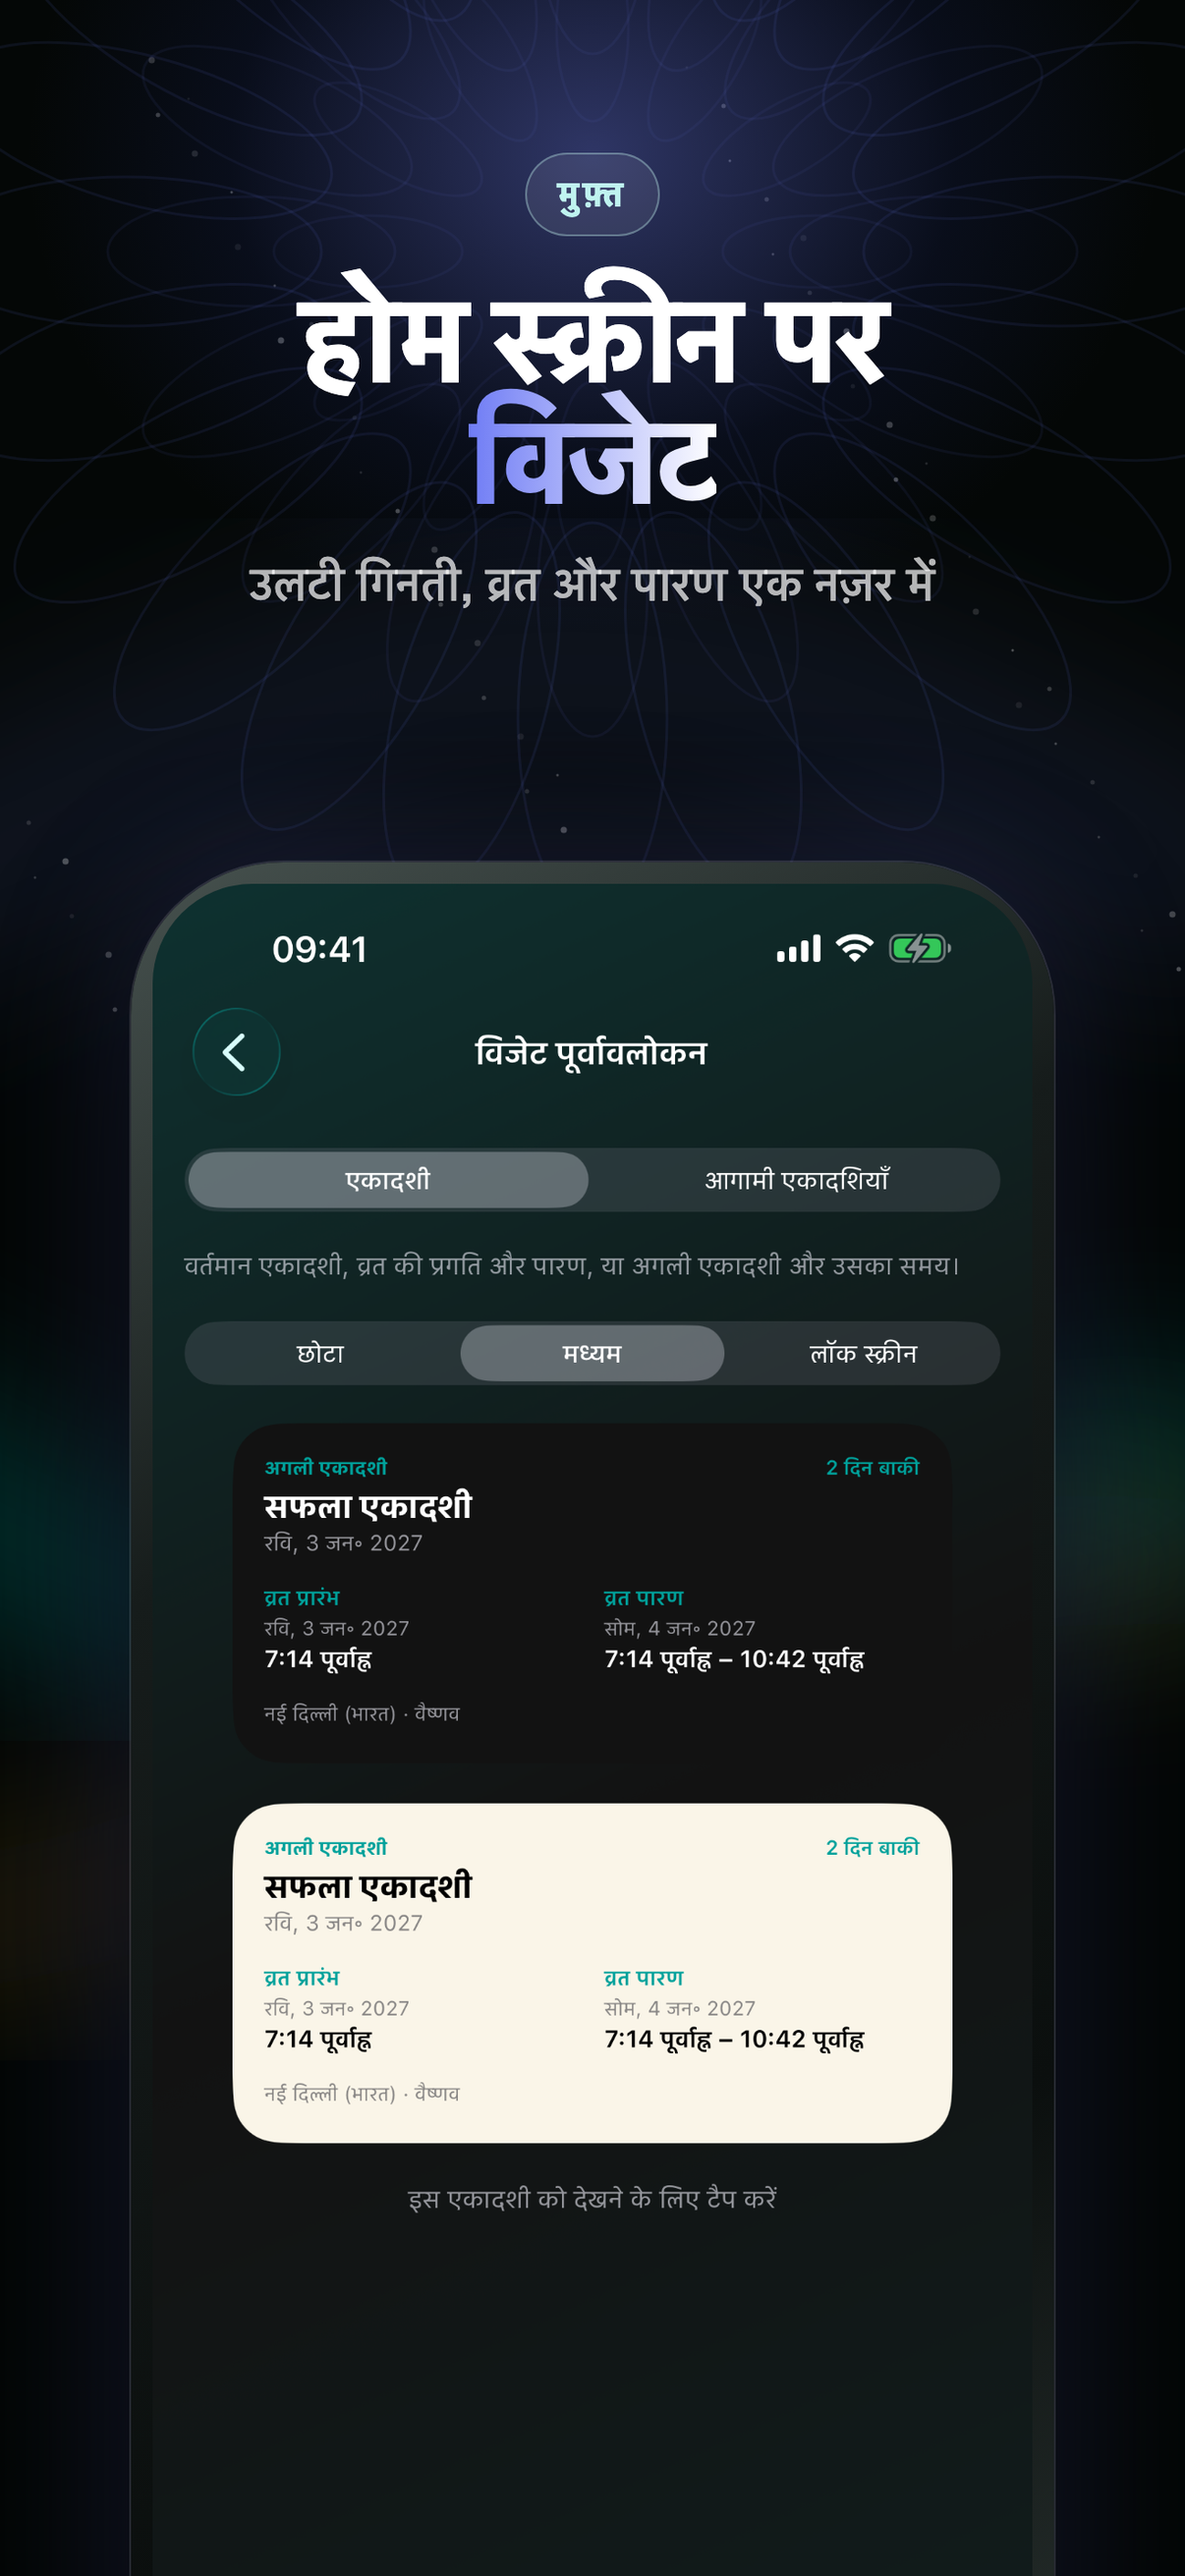 मुफ़्त
होम स्क्रीन पर
विजेट
उलटी गिनती, व्रत और पारण एक नज़र में
09:41
विजेट पूर्वावलोकन
एकादशी आगामी एकादशियाँ
वर्तमान एकादशी, व्रत की प्रगति और पारण, या अगली एकादशी और उसका समय।
छोटा मध्यम लॉक स्क्रीन
अगली एकादशी 2 दिन बाकी
सफला एकादशी
रवि, 3 जन॰ 2027
व्रत प्रारंभ व्रत पारण
रवि, 3 जन॰ 2027 सोम, 4 जन॰ 2027
7:14 पूर्वाह्न 7:14 पूर्वाह्न – 10:42 पूर्वाह्न
नई दिल्ली (भारत) · वैष्णव
अगली एकादशी 2 दिन बाकी
सफला एकादशी
रवि, 3 जन॰ 2027
व्रत प्रारंभ व्रत पारण
रवि, 3 जन॰ 2027 सोम, 4 जन॰ 2027
7:14 पूर्वाह्न 7:14 पूर्वाह्न – 10:42 पूर्वाह्न
नई दिल्ली (भारत) · वैष्णव
इस एकादशी को देखने के लिए टैप करें